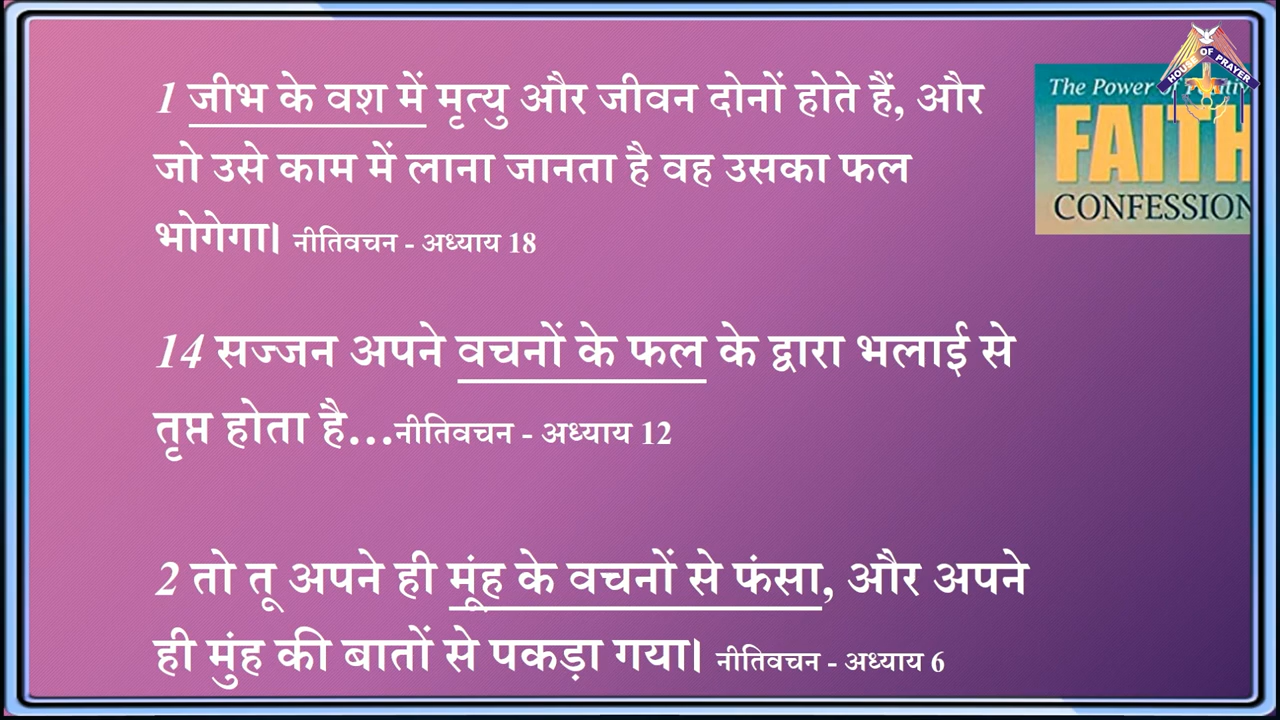 1 जीभ के वश में मृत्यु और जीवन दोनों होते हैं, और
जो उसे काम में लाना जानता है वह उसका फल
भोगेगा। नीतिवचन - अध्याय 18
14 सज्जन अपने वचनों के फल के द्वारा भलाई से
तृप्त होता है...नीतिवचन - अध्याय 12
2 तो तू अपने ही मूंह के वचनों से फंसा, और अपने
ही मुंह की बातों से पकड़ा गया। नीतिवचन - अध्याय 6
HOUSE OF PRAYER
The Power of
FAITH
CONFESSION